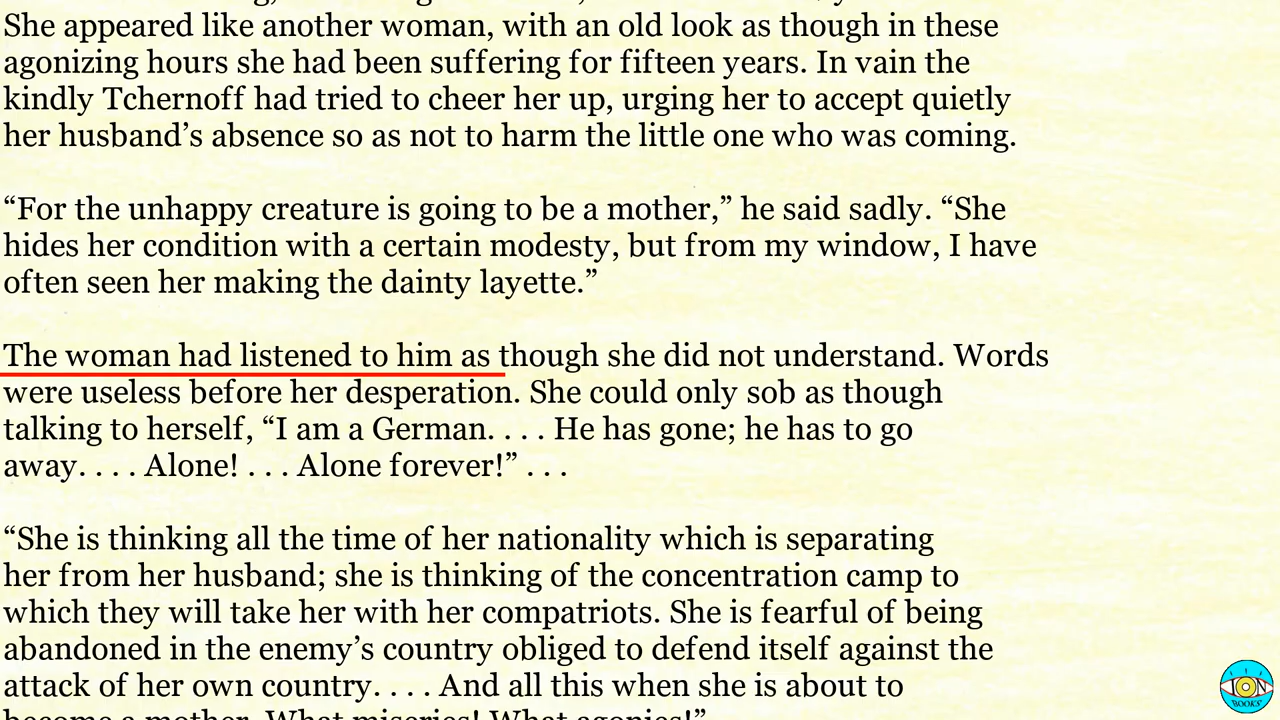 She appeared like another woman, with an old look as though in these
agonizing hours she had been suffering for fifteen years. In vain the
kindly Tchernoff had tried to cheer her up, urging her to accept quietly
her husband’s absence so as not to harm the little one who was coming.
“For the unhappy creature is going to be a mother,” he said sadly. “She
hides her condition with a certain modesty, but from my window, I have
often seen her making the dainty layette.”
The woman had listened to him as though she did not understand. Words
were useless before her desperation. She could only sob as though
talking to herself, “I am a German. . . . He has gone; he has to go
away. . . . Alone! . . . Alone forever!” . . .
“She is thinking all the time of her nationality which is separating
her from her husband; she is thinking of the concentration camp to
which they will take her with her compatriots. She is fearful of being
abandoned in the enemy’s country obliged to defend itself against the
attack of her own country. . . . And all this when she is about to
become a mother. What miseries! What agonies!”
ION
BOOKS